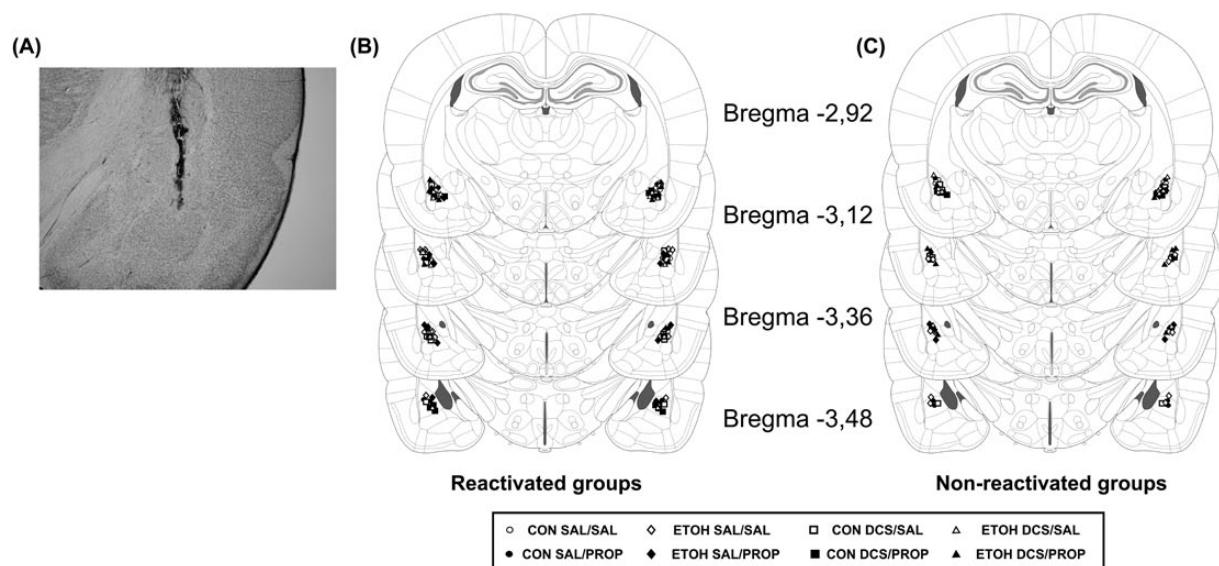 (A)
(B)
(C)
Bregma -2,92
Bregma -3,12
Bregma -3,36
Bregma -3,48
Reactivated groups
Non-reactivated groups
CON SAL/SAL ETOH SAL/SAL CON DCS/SAL ETOH DCS/SAL
CON SAL/PROP ETOH SAL/PROP CON DCS/PROP ETOH DCS/PROP